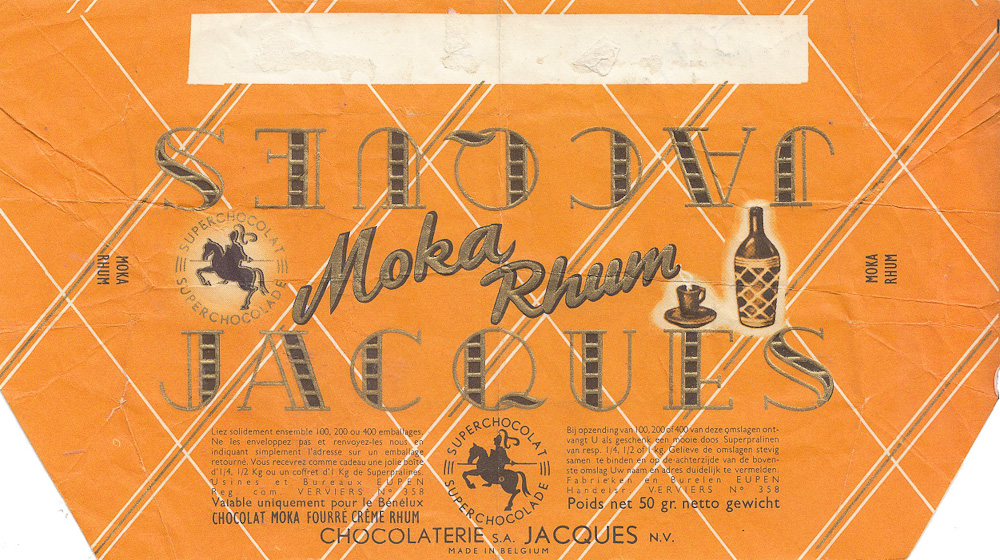 JACQUES
SUPERCHOCOLAT
SUPERCHOCOLADE
Moka
Rhum
MOKA
RHUM
MOKA
RHUM
JACQUES
Liez solidement ensemble 100, 200 ou 400 emballages.
Ne les enveloppez pas et renvoyez-les nous en
indiquant simplement l'adresse sur un emballage
retourné. Vous recevrez comme cadeau une jolie boîte
d'1/4, 1/2 Kg ou un coffret d'1 Kg de Superpralines.
Usines et Bureaux EUPEN
Reg. com. VERVIERS Nº 358
Valable uniquement pour le Bénélux
CHOCOLAT MOKA FOURRÉ CRÈME RHUM
SUPERCHOCOLAT
SUPERCHOCOLADE
Bij opzending van 100, 200 of 400 van deze omslagen ont-
vangt U als geschenk een mooie doos Superpralinen
van resp. 1/4, 1/2 of 1 kg. Gelieve de omslagen stevig
samen te binden en op de achterzijde van de boven-
ste omslag Uw naam en adres duidelijk te vermelden.
Fabrieken en Burelen EUPEN
Handelsr. VERVIERS Nº 358
Poids net 50 gr. netto gewicht
CHOCOLATERIE S.A. JACQUES N.V.
MADE IN BELGIUM